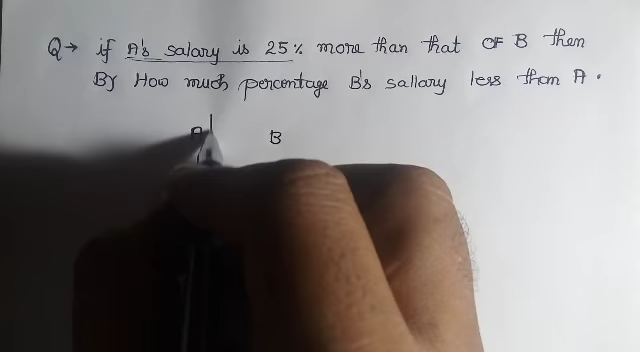 Q→ if A's salary is 25% more than that OF B then
By How much percentage B's sallary less than A.
A B